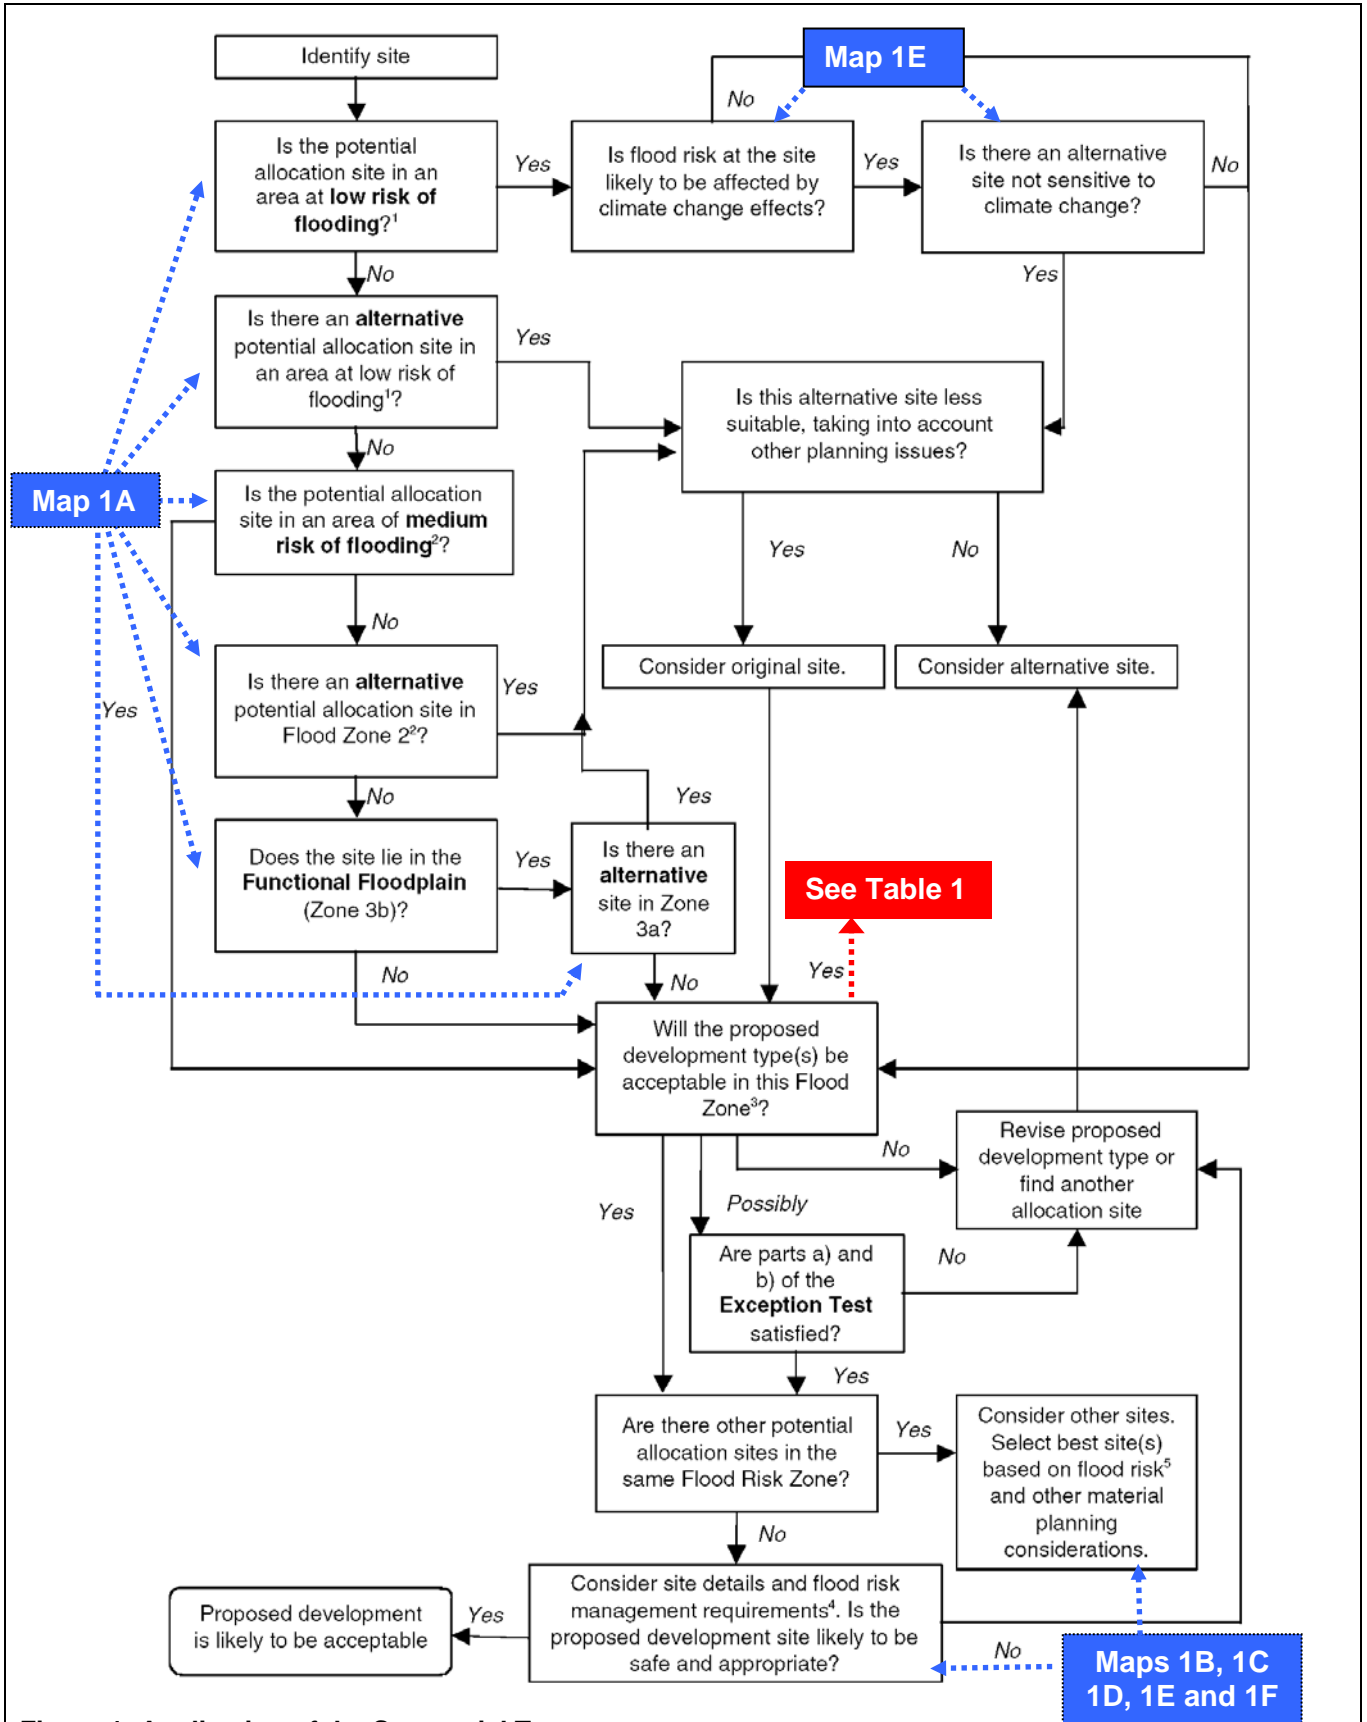 Identify site
Map 1E
No
Is the potential
allocation site in an
area at low risk of
flooding?¹
Yes
Is flood risk at the site
likely to be affected by
climate change effects?
Yes
Is there an alternative
site not sensitive to
climate change?
No
No
Yes
Is there an alternative
potential allocation site in
an area at low risk of
flooding¹?
Yes
Is this alternative site less
suitable, taking into account
other planning issues?
No
Map 1A
Is the potential allocation
site in an area of medium
risk of flooding²?
Yes
No
No
Yes
Is there an alternative
potential allocation site in
Flood Zone 2²?
Yes
Consider original site.
Consider alternative site.
No
Yes
Does the site lie in the
Functional Floodplain
(Zone 3b)?
Yes
Is there an
alternative
site in Zone
3a?
See Table 1
No
No
Yes
Will the proposed
development type(s) be
acceptable in this Flood
Zone³?
No
Revise proposed
development type or
find another
allocation site
Yes
Possibly
Are parts a) and
b) of the
Exception Test
satisfied?
No
Yes
Are there other potential
allocation sites in the
same Flood Risk Zone?
Yes
Consider other sites.
Select best site(s)
based on flood risk⁵
and other material
planning
considerations.
No
Consider site details and flood risk
management requirements⁴. Is the
proposed development site likely to be
safe and appropriate?
Yes
Proposed development
is likely to be acceptable
No
Maps 1B, 1C
1D, 1E and 1F